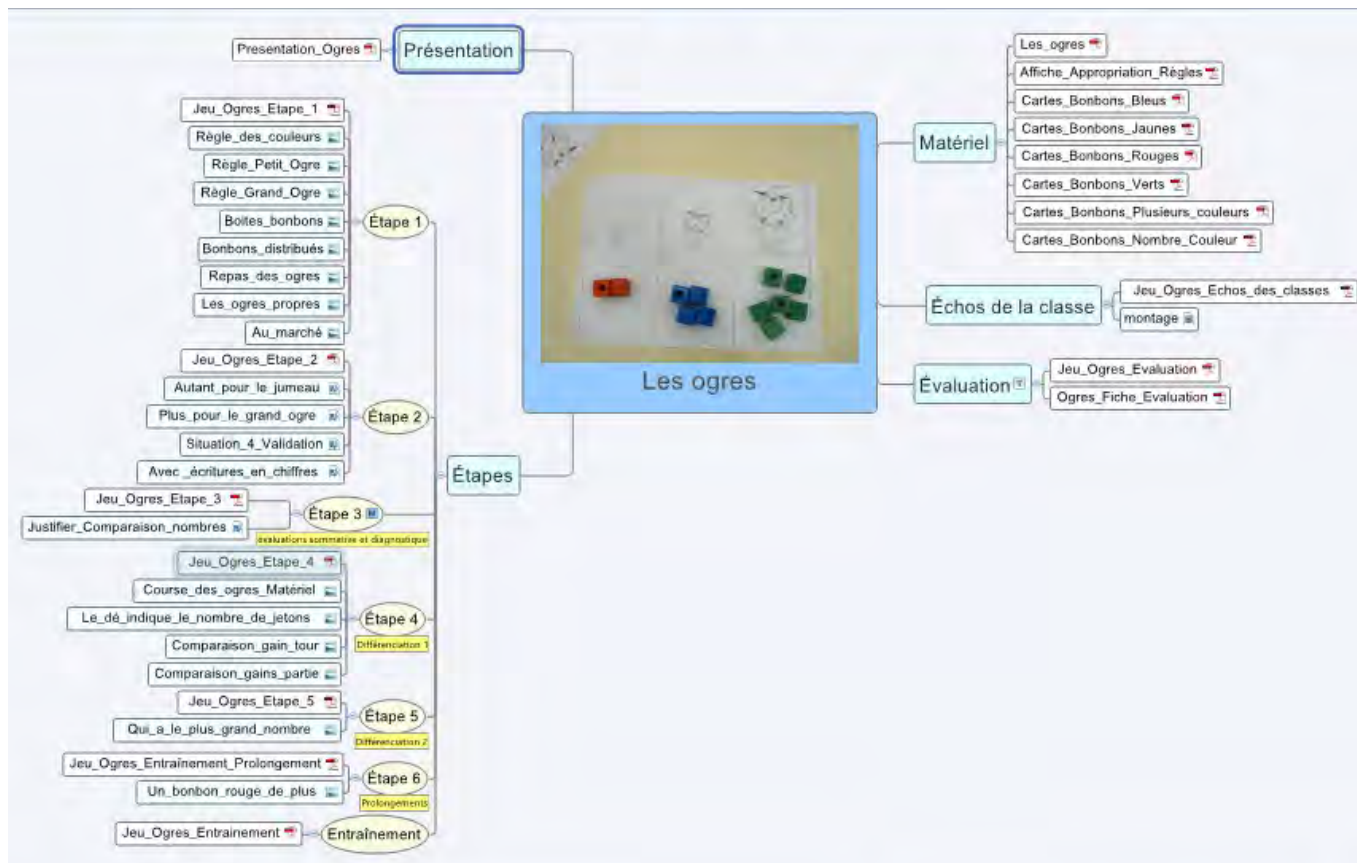 Présentation
Presentation_Ogres
Étapes
Étape 1
Jeu_Ogres_Etape_1
Règle_des_couleurs
Règle_Petit_Ogre
Règle_Grand_Ogre
Boites_bonbons
Bonbons_distribués
Repas_des_ogres
Les_ogres_propres
Au_marché
Étape 2
Jeu_Ogres_Etape_2
Autant_pour_le_jumeau
Plus_pour_le_grand_ogre
Situation_4_Validation
Avec _écritures_en_chiffres
Étape 3
évaluations sommative et diagnostique
Jeu_Ogres_Etape_3
Justifier_Comparaison_nombres
Étape 4
Différenciation 1
Jeu_Ogres_Etape_4
Course_des_ogres_Matériel
Le_dé_indique_le_nombre_de_jetons
Comparaison_gain_tour
Comparaison_gains_partie
Étape 5
Différenciation 2
Jeu_Ogres_Etape_5
Qui_a_le_plus_grand_nombre
Étape 6
Prolongements
Jeu_Ogres_Entraînement_Prolongement
Un_bonbon_rouge_de_plus
Entraînement
Jeu_Ogres_Entrainement
Les ogres
Matériel
Les_ogres
Affiche_Appropriation_Règles
Cartes_Bonbons_Bleus
Cartes_Bonbons_Jaunes
Cartes_Bonbons_Rouges
Cartes_Bonbons_Verts
Cartes_Bonbons_Plusieurs_couleurs
Cartes_Bonbons_Nombre_Couleur
Échos de la classe
Jeu_Ogres_Echos_des_classes
montage
Évaluation
Jeu_Ogres_Evaluation
Ogres_Fiche_Evaluation